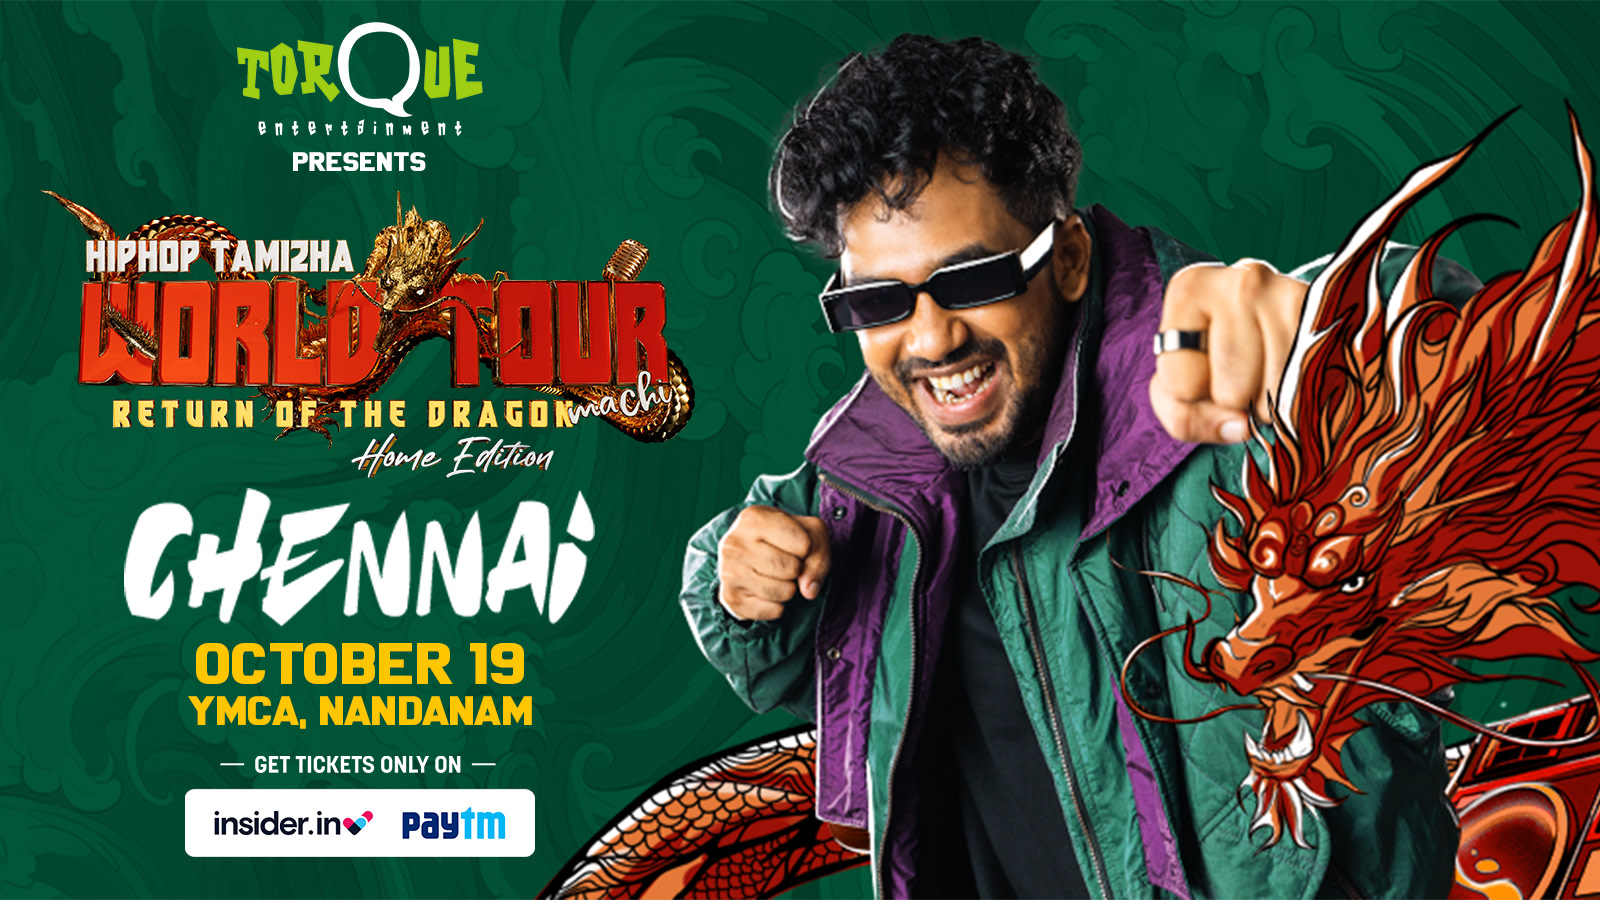 TORQUE
entertainment
PRESENTS
HIPHOP TAMIZHA
WORLD TOUR
RETURN OF THE DRAGON machi
Home Edition
CHENNAi
OCTOBER 19
YMCA, NANDANAM
GET TICKETS ONLY ON
insider.in paytm